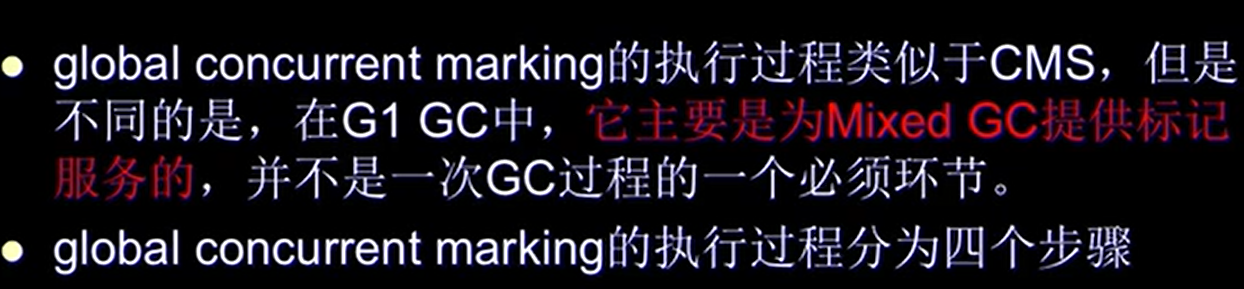 global concurrent marking的执行过程类似于CMS，但是
不同的是，在G1 GC中，它主要是为Mixed GC提供标记
服务的，并不是一次GC过程的一个必须环节。
global concurrent marking的执行过程分为四个步骤